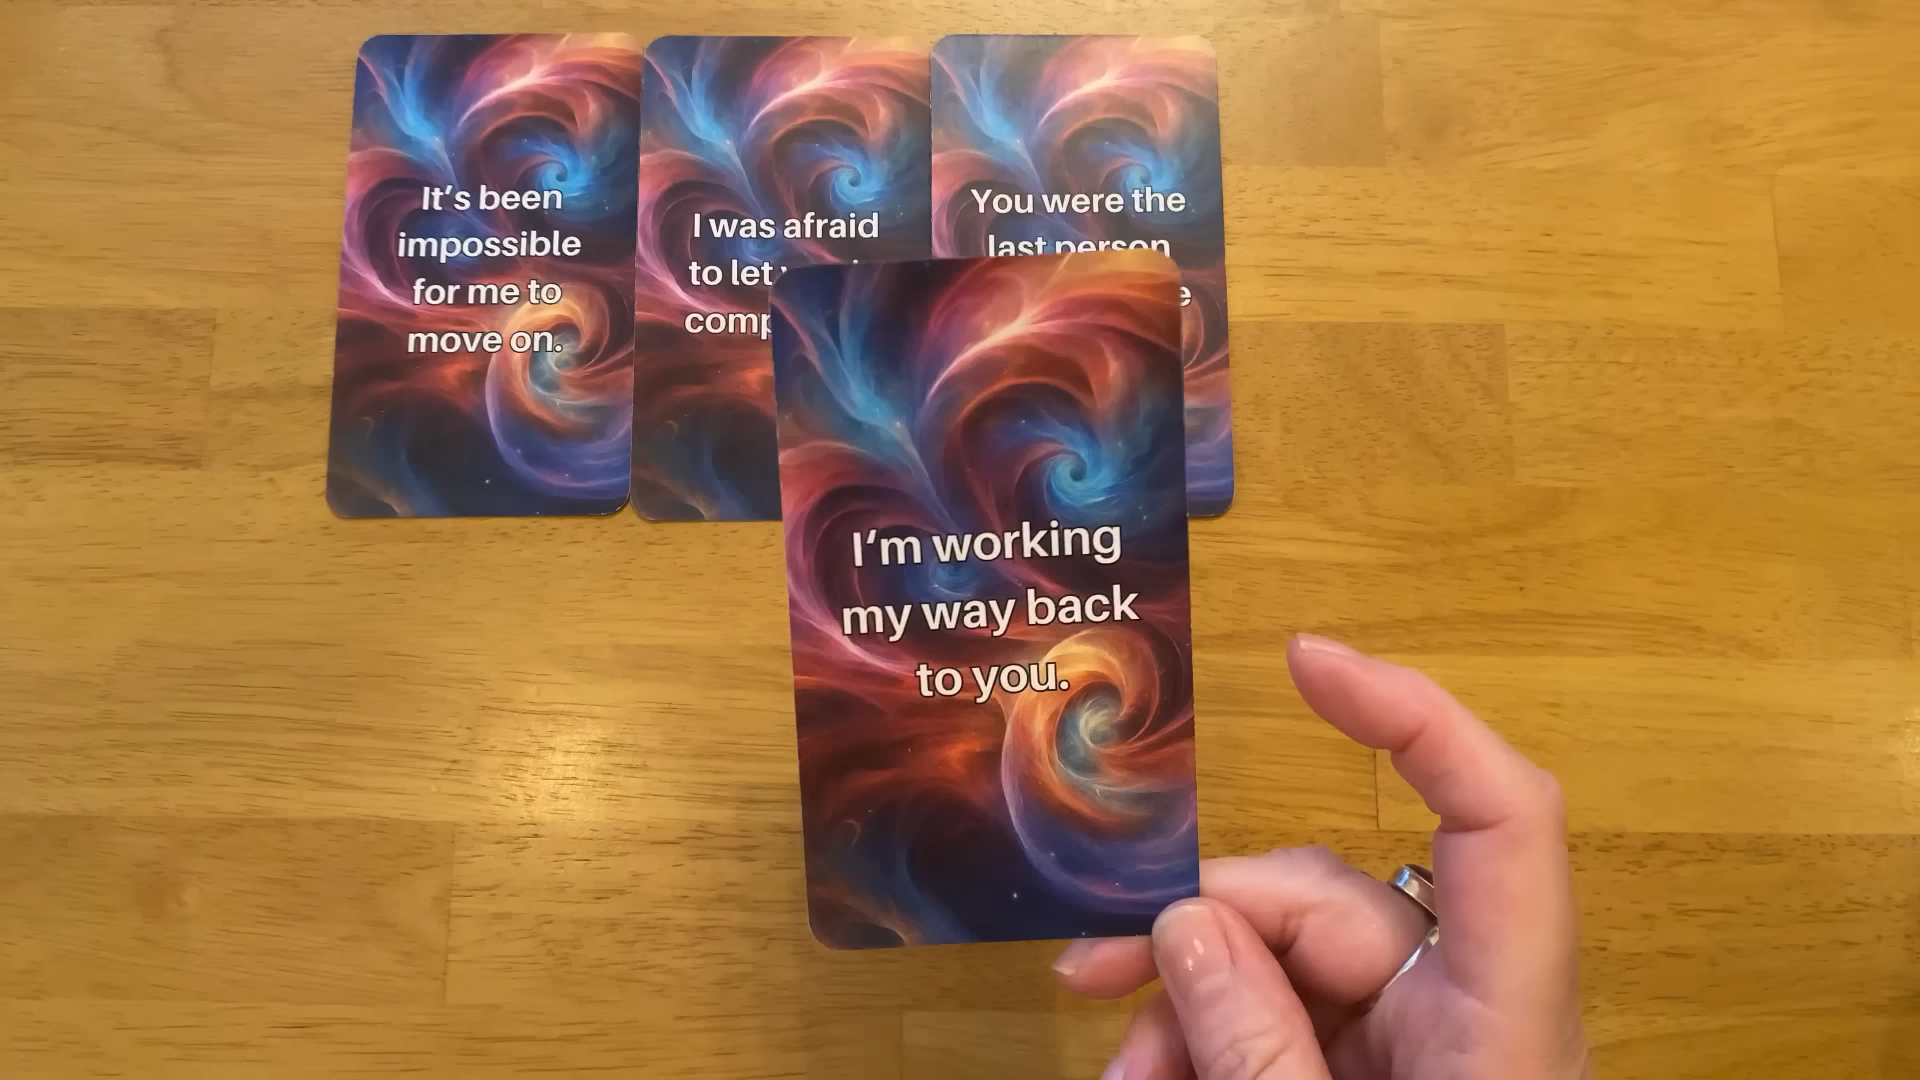 It's been
impossible
for me to
move on.
I was afraid
to let
You were the
last person
I'm working
my way back
to you.